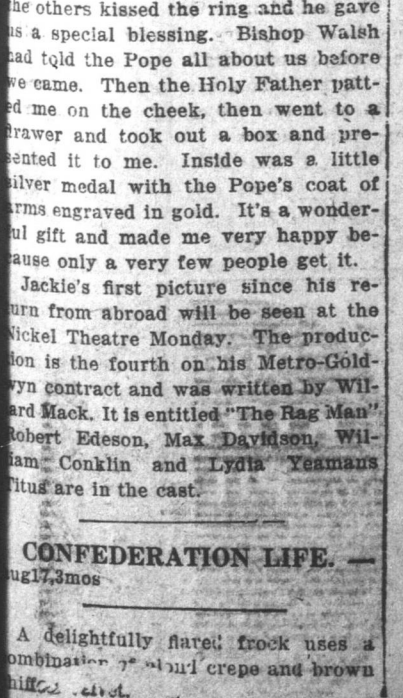 he others kissed the ring and he gave
us a special blessing. Bishop Walsh
had told the Pope all about us before
we came. Then the Holy Father patt-
ed me on the cheek, then went to a
drawer and took out a box and pre-
sented it to me. Inside was a little
silver medal with the Pope's coat of
arms engraved in gold. It's a wonder-
ful gift and made me very happy be-
cause only a very few people get it.
Jackie's first picture since his re-
turn from abroad will be seen at the
Nickel Theatre Monday. The produc-
tion is the fourth on his Metro-Gold-
wyn contract and was written by Wil-
lard Mack. It is entitled "The Rag Man"
Robert Edeson, Max Davidson, Wil-
liam Conklin and Lydia Yeamans
Titus are in the cast.
CONFEDERATION LIFE. —
aug17,3mos
A delightfully flared frock uses a
combination of crepe and brown